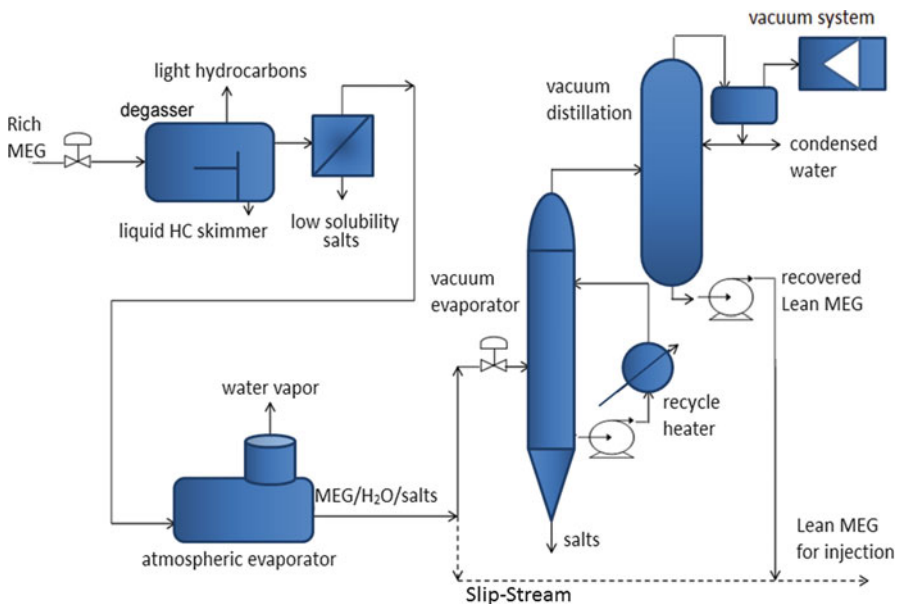 vacuum system
light hydrocarbons
degasser
Rich
MEG
vacuum
distillation
condensed
water
liquid HC skimmer
low solubility
salts
vacuum
evaporator
recovered
Lean MEG
water vapor
recycle
heater
MEG/H₂O/salts
atmospheric evaporator
salts
Lean MEG
for injection
Slip-Stream